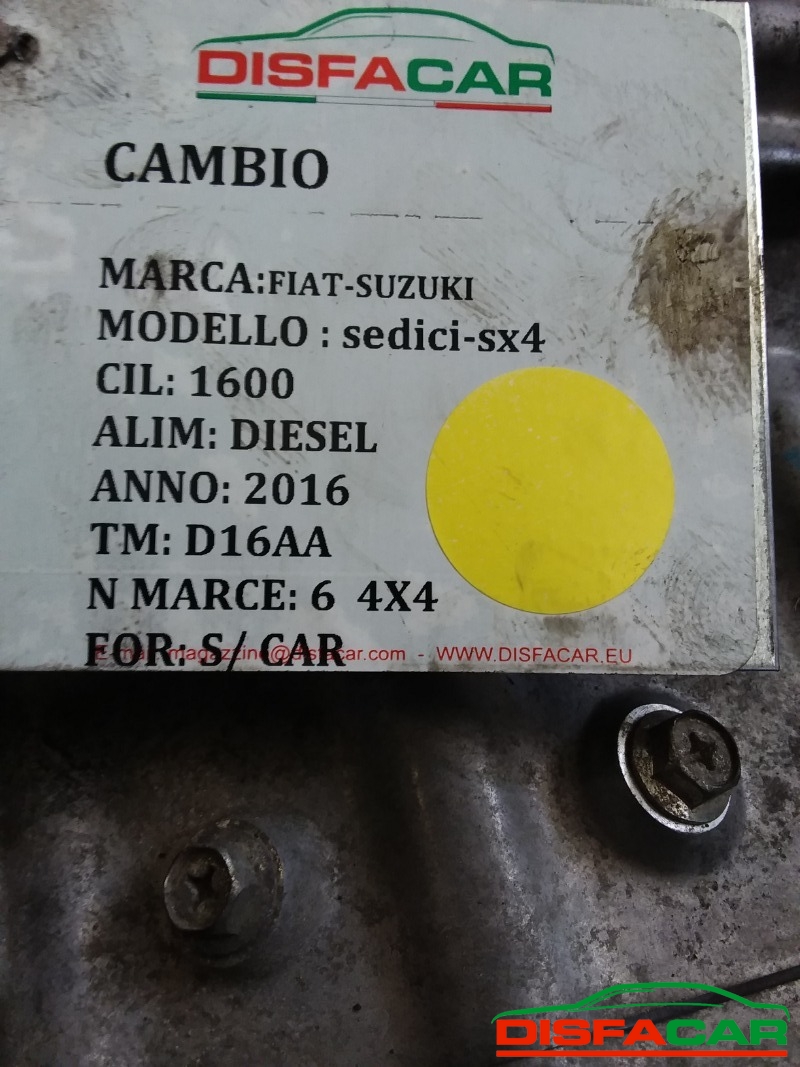 DISFACAR
CAMBIO
MARCA:FIAT-SUZUKI
MODELLO : sedici-sx4
CIL: 1600
ALIM: DIESEL
ANNO: 2016
TM: D16AA
N MARCE: 6 4X4
FOR: S/ CAR
E-mail: magazzino@disfacar.com - WWW.DISFACAR.EU
DISFACAR